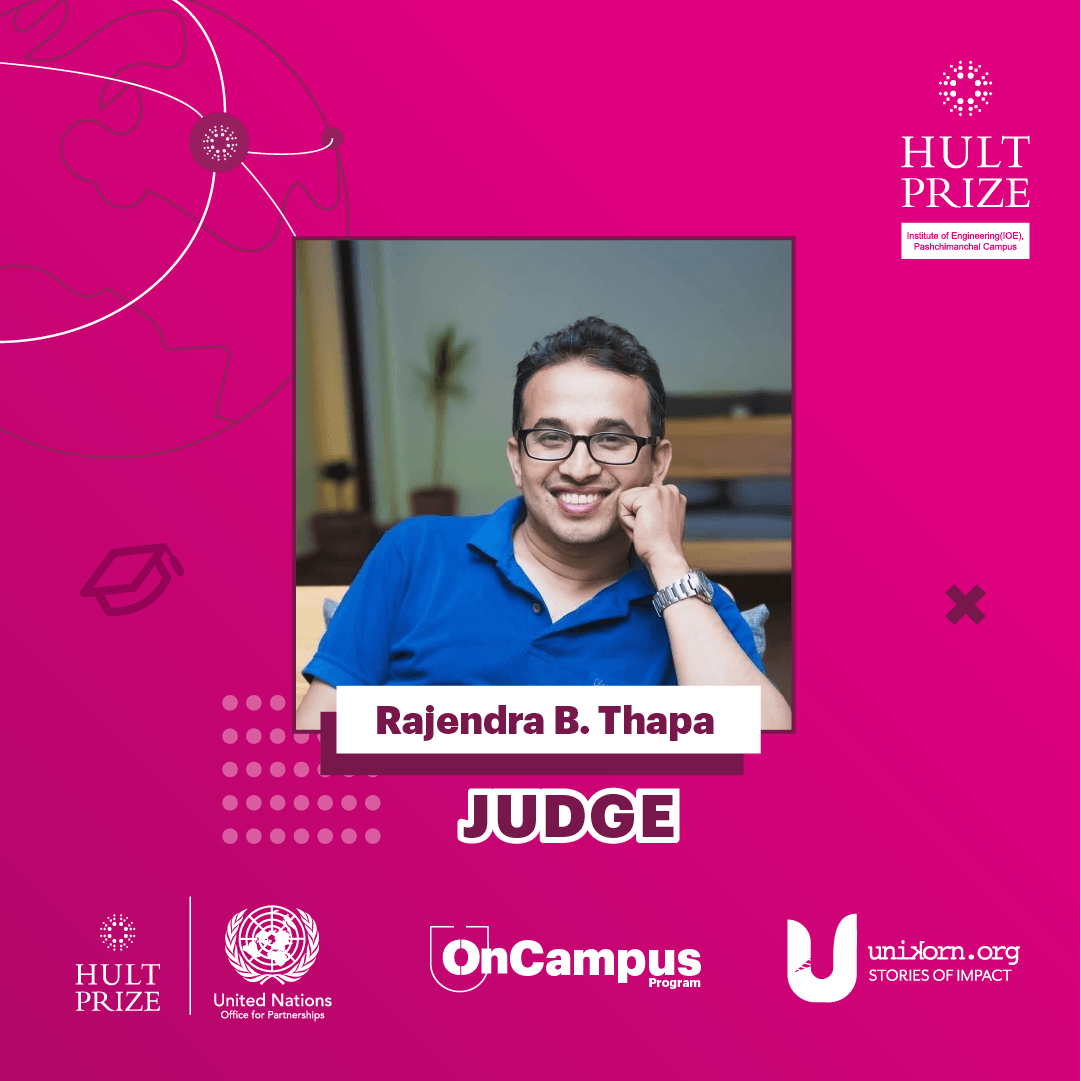 HULT
PRIZE
Institute of Engineering(IOE),
Pashchimanchal Campus
Rajendra B. Thapa
JUDGE
HULT
PRIZE
United Nations
Office for Partnerships
OnCampus
Program
uniKorn.org
STORIES OF IMPACT